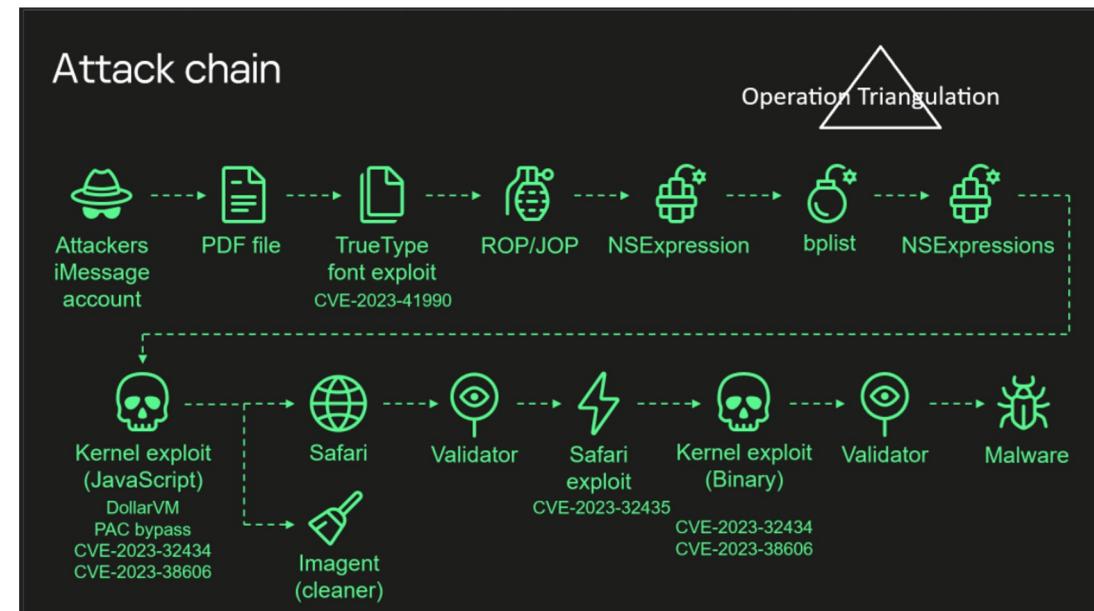 Attack chain
Operation Triangulation
Attackers
iMessage
account
PDF file
TrueType
font exploit
CVE-2023-41990
ROP/JOP
NSExpression
bplist
NSExpressions
Kernel exploit
(JavaScript)
DollarVM
PAC bypass
CVE-2023-32434
CVE-2023-38606
Safari
Imagent
(cleaner)
Validator
Safari
exploit
CVE-2023-32435
Kernel exploit
(Binary)
CVE-2023-32434
CVE-2023-38606
Validator
Malware